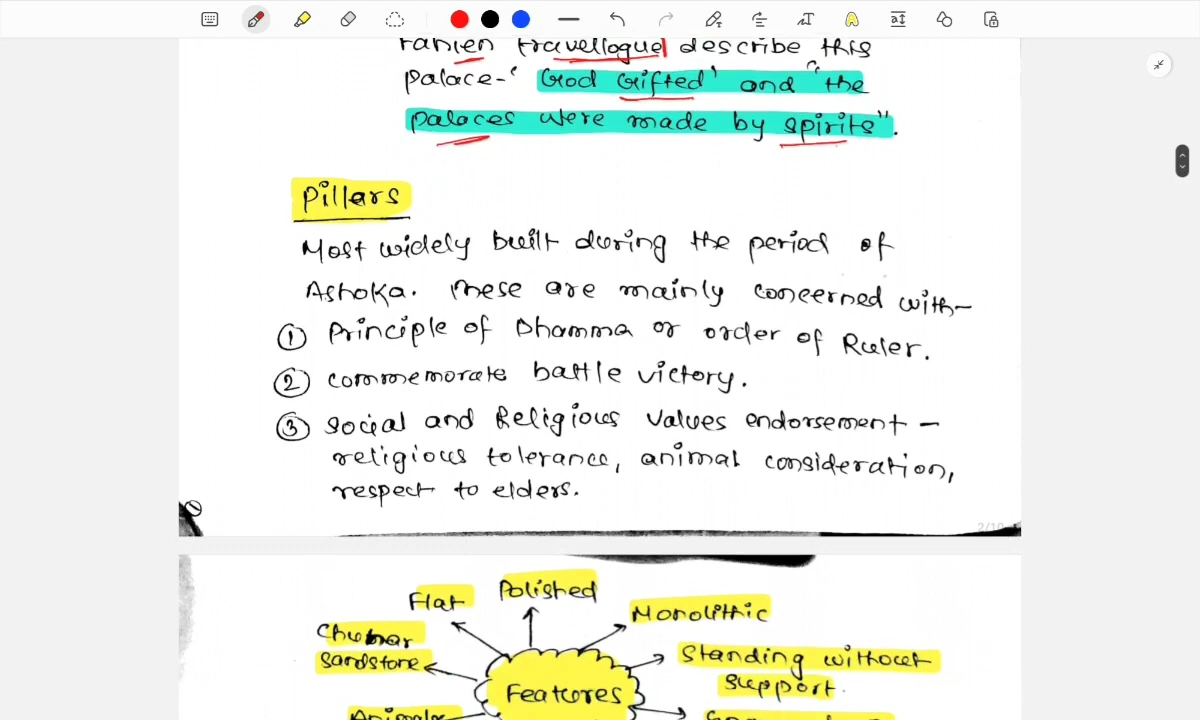 Fahien travellogue describe this
palace-' God Gifted' and "the
palaces were made by spirits".
Pillars
Most widely built during the period of
Ashoka. These are mainly concerned with-
① Principle of Dhamma or order of Ruler.
② commemorate battle victory.
③ Social and Religious values endorsement -
religious tolerance, animal consideration,
respect to elders.
2/10
Flat
Polished
Monolithic
Chunar
Sandstone
Standing without
support.
Features
Animals